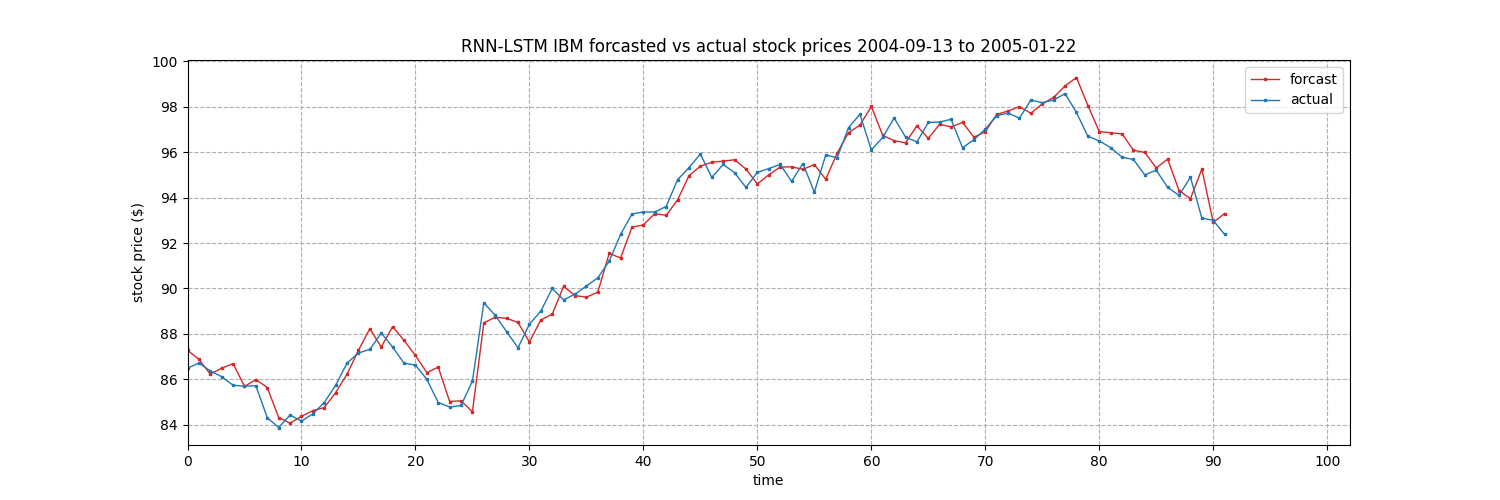 RNN-LSTM IBM forcasted vs actual stock prices 2004-09-13 to 2005-01-22
forcast
actual
stock price ($)
100
98
96
94
92
90
88
86
84
0 10 20 30 40 50 60 70 80 90 100
time